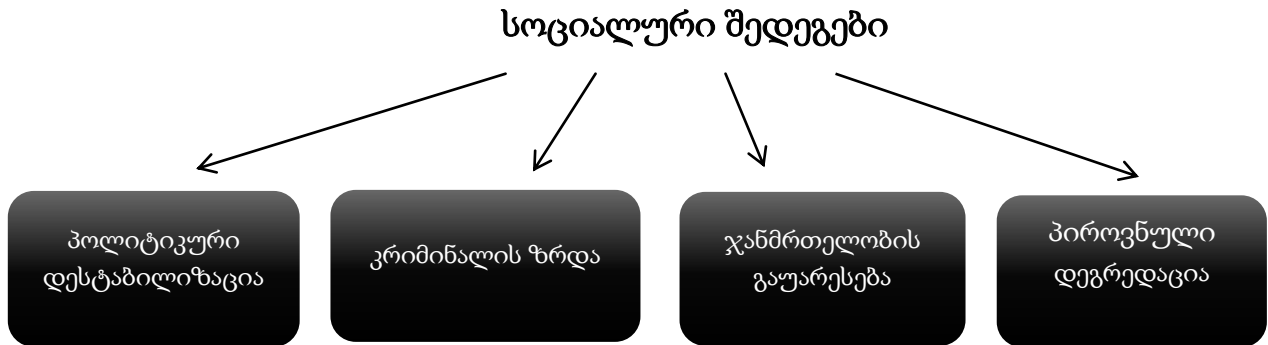 სოციალური შედეგები
პოლიტიკური
დესტაბილიზაცია
კრიმინალის ზრდა
ჯანმრთელობის
გაუარესება
პიროვნული
დეგრედაცია